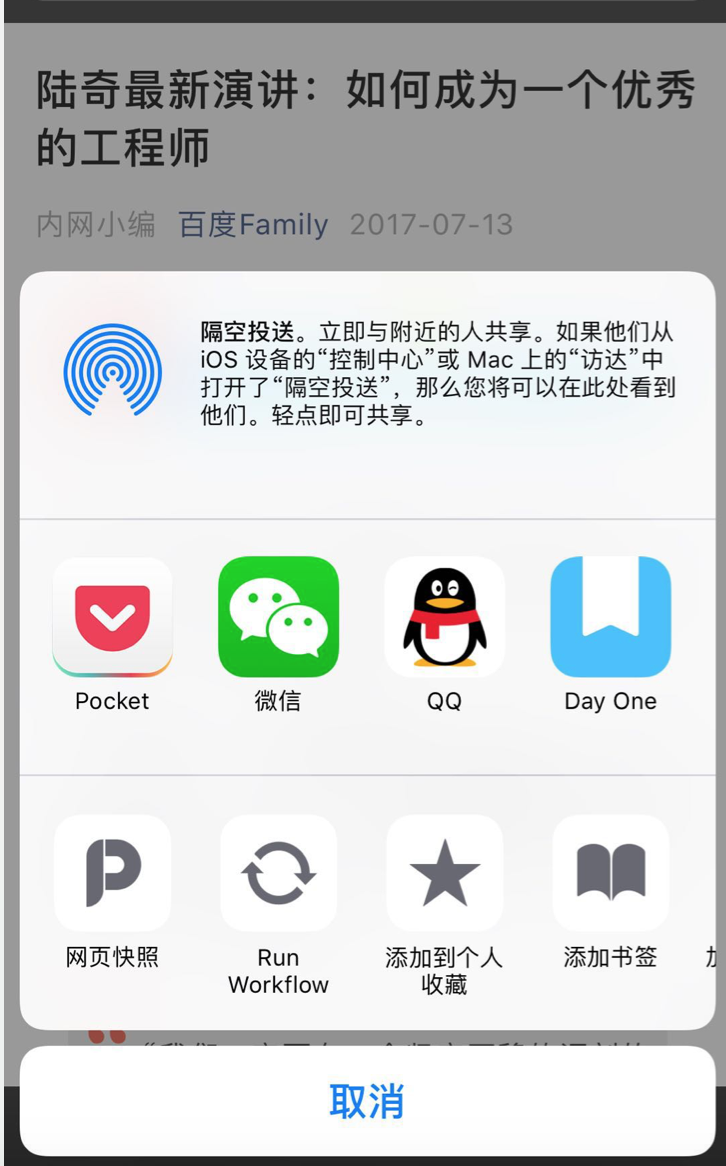 陆奇最新演讲：如何成为一个优秀
的工程师
内网小编 百度Family 2017-07-13
隔空投送。立即与附近的人共享。如果他们从
iOS 设备的“控制中心”或 Mac 上的“访达”中
打开了“隔空投送”，那么您将可以在此处看到
他们。轻点即可共享。
Pocket 微信 QQ Day One
网页快照 Run 添加到个人 添加书签
Workflow 收藏
取消